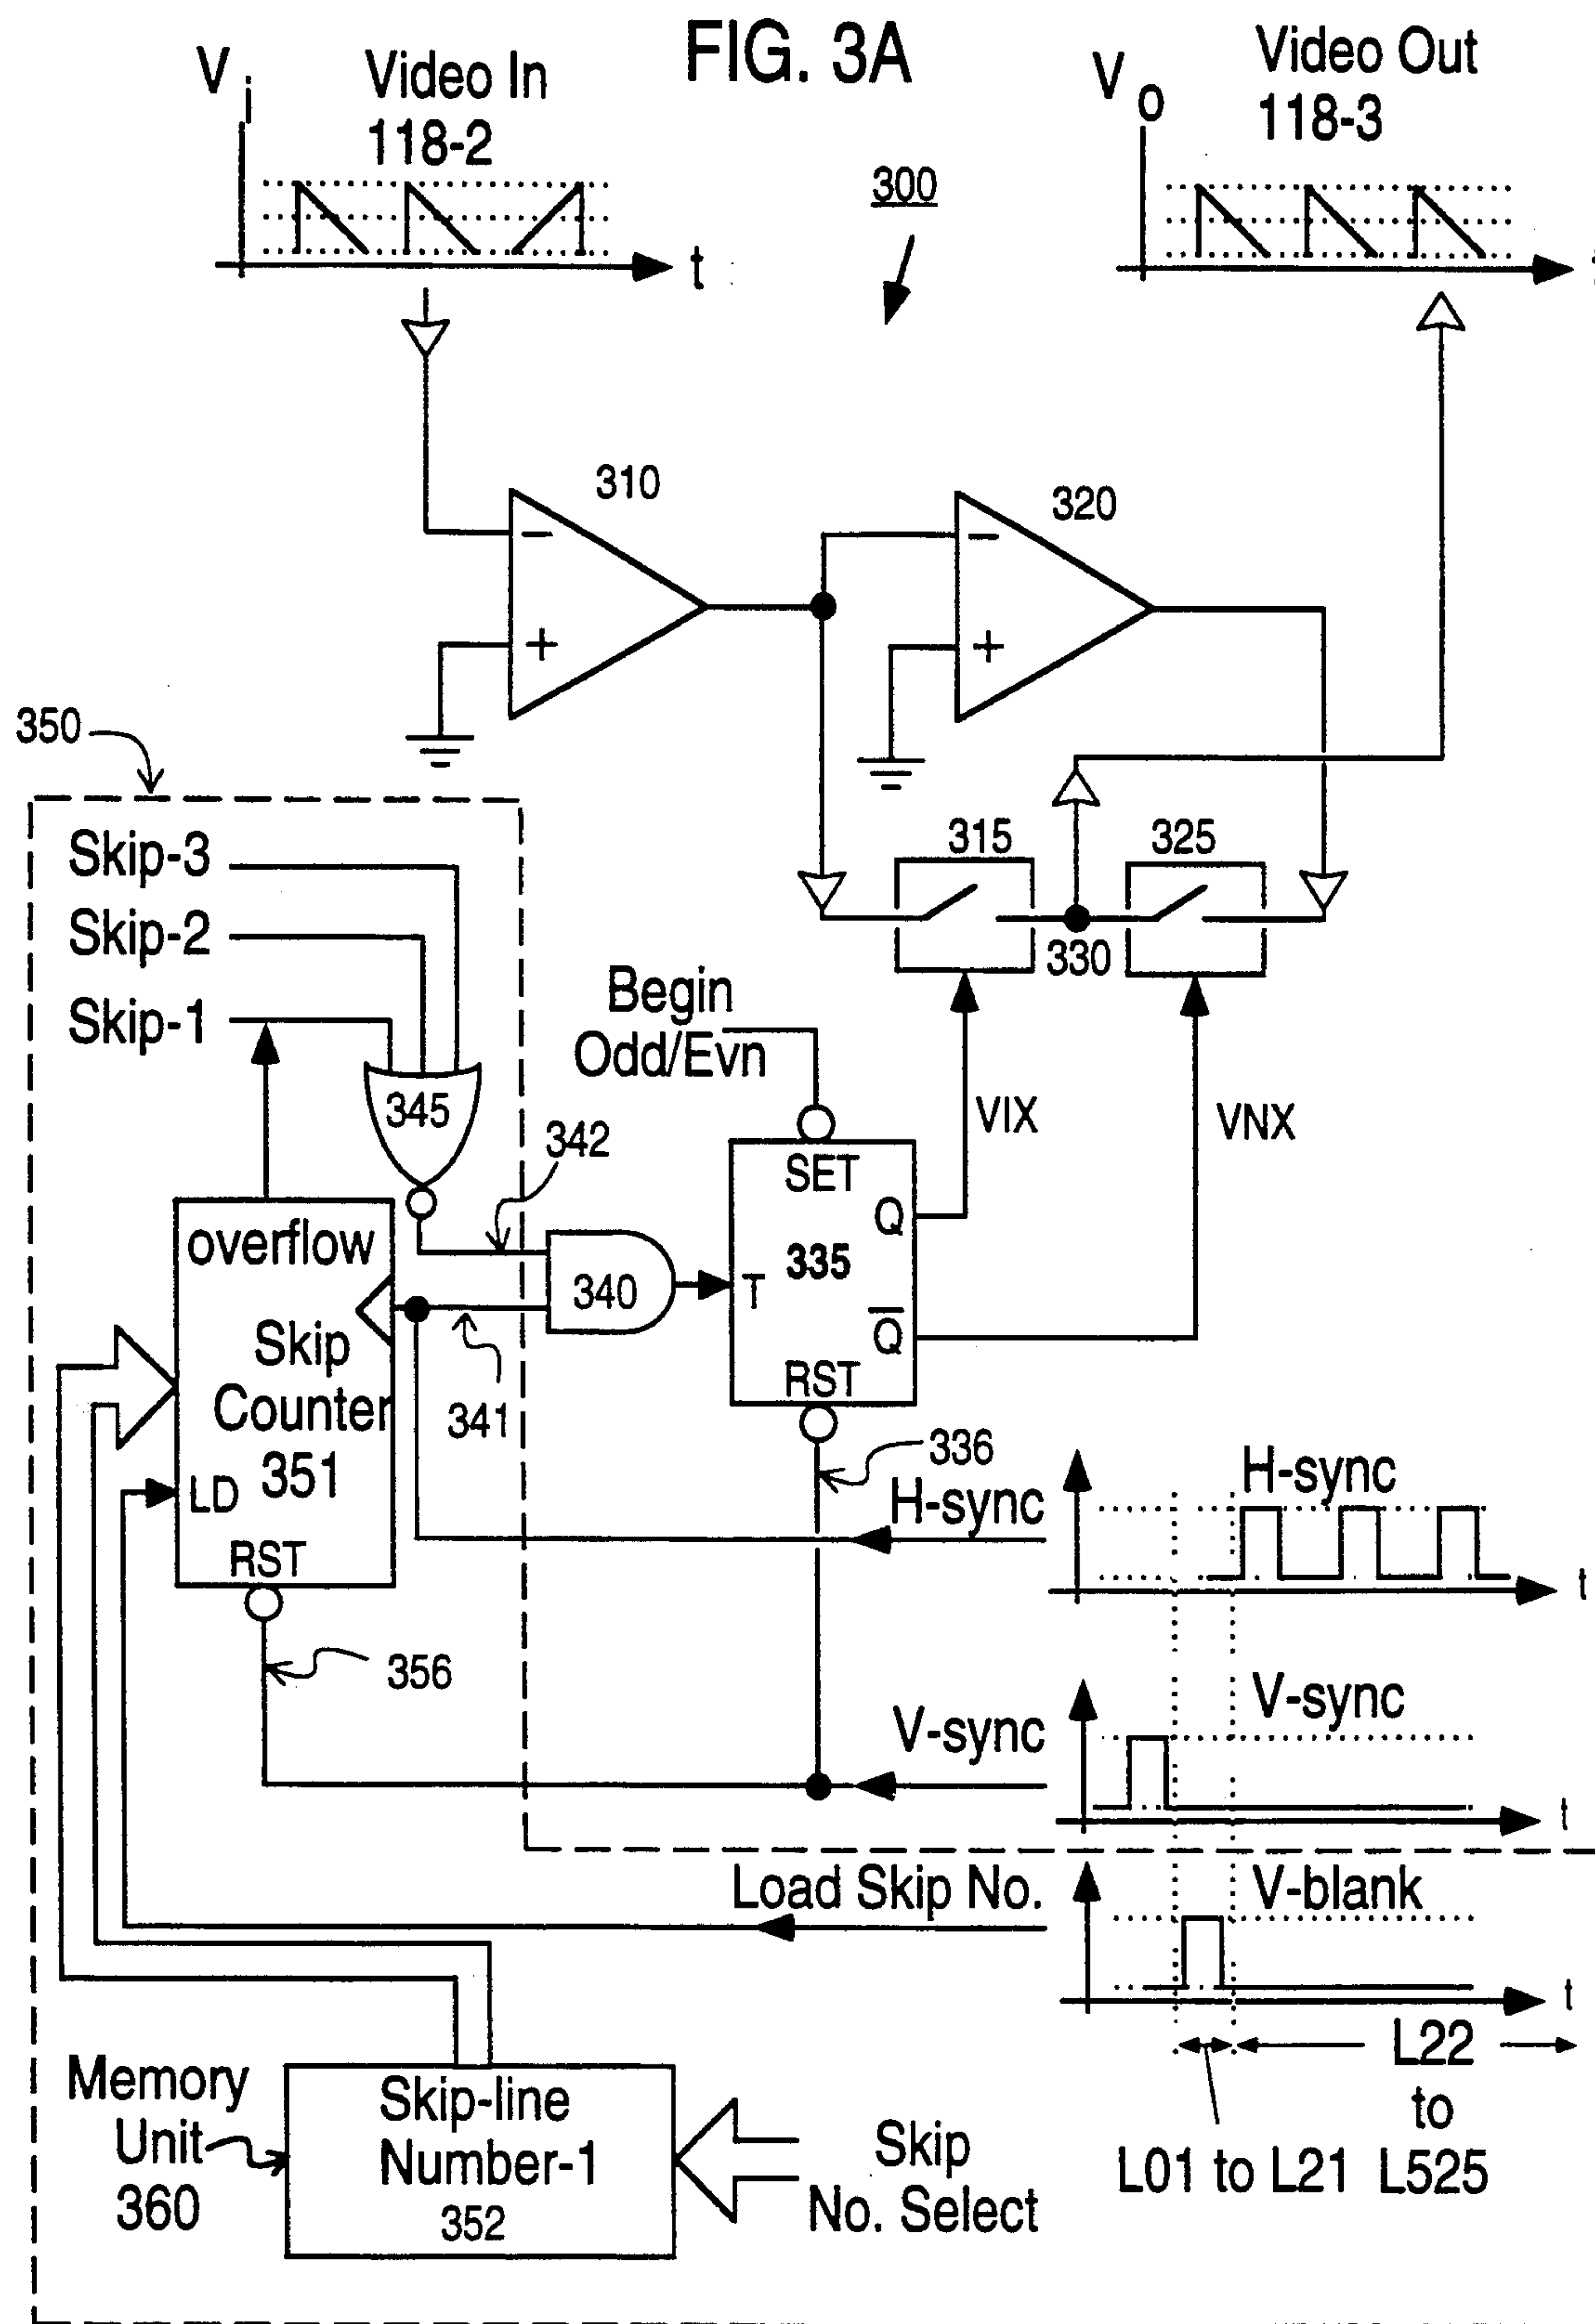 FIG. 3A
Vi
Video In
118-2
t
300
Vo
Video Out
118-3
310
−
+
320
−
+
350
315
325
330
Skip-3
Skip-2
Skip-1
345
342
Begin
Odd/Evn
VIX
VNX
SET
Q
335
T
Q̅
RST
340
341
336
overflow
Skip
Counter
351
LD
RST
356
H-sync
H-sync
t
V-sync
V-sync
t
Load Skip No.
V-blank
t
L22
to
L525
L01 to L21
Memory
Unit
360
Skip-line
Number-1
352
Skip
No. Select